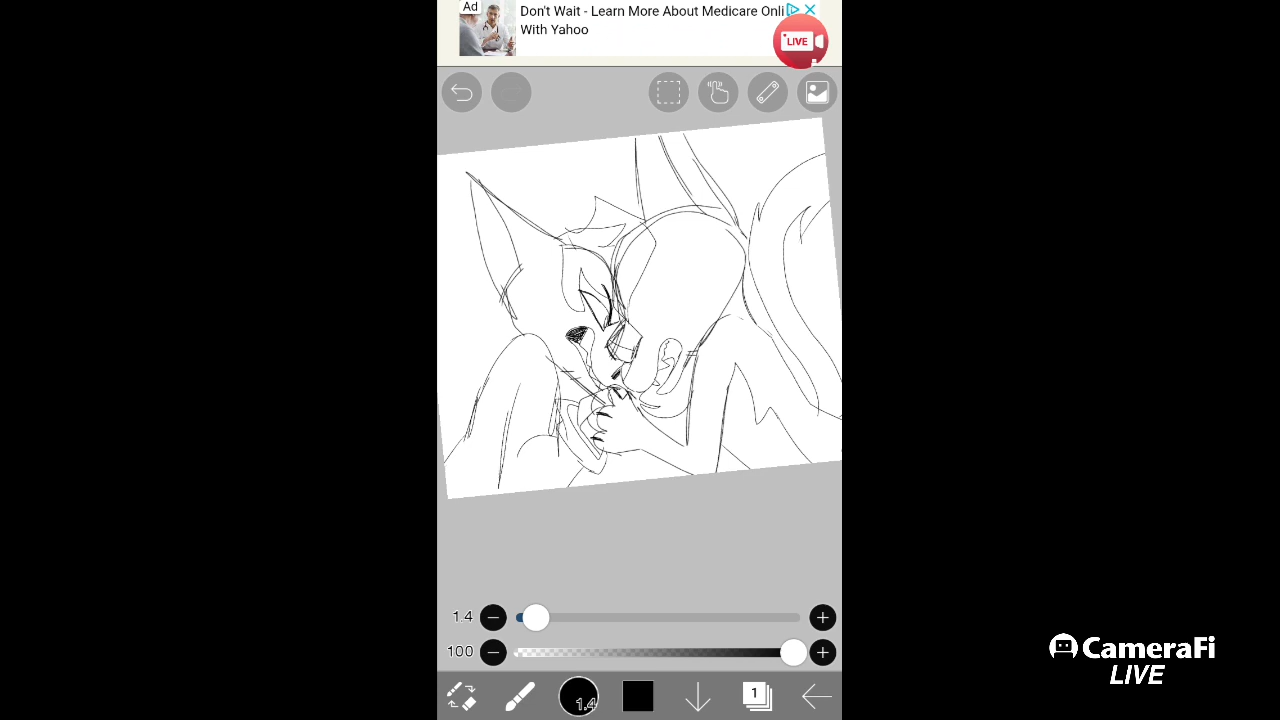 Ad
Don't Wait - Learn More About Medicare Onli
With Yahoo
LIVE
1.4
100
1.4
1
CameraFi
LIVE